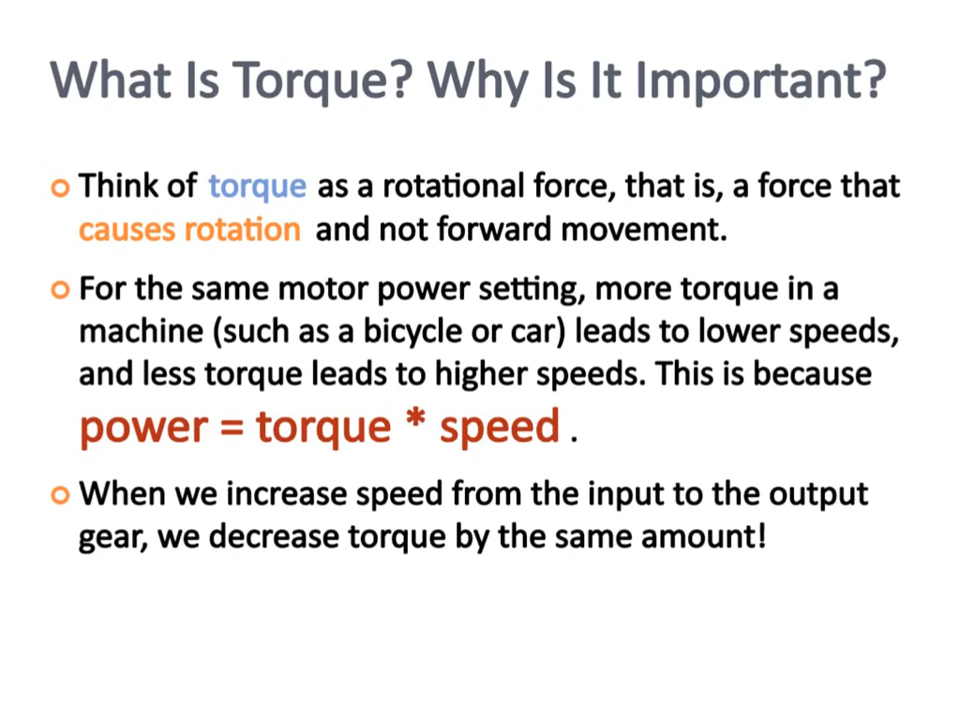 What Is Torque? Why Is It Important?
Think of torque as a rotational force, that is, a force that
causes rotation and not forward movement.
For the same motor power setting, more torque in a
machine (such as a bicycle or car) leads to lower speeds,
and less torque leads to higher speeds. This is because
power = torque * speed .
When we increase speed from the input to the output
gear, we decrease torque by the same amount!